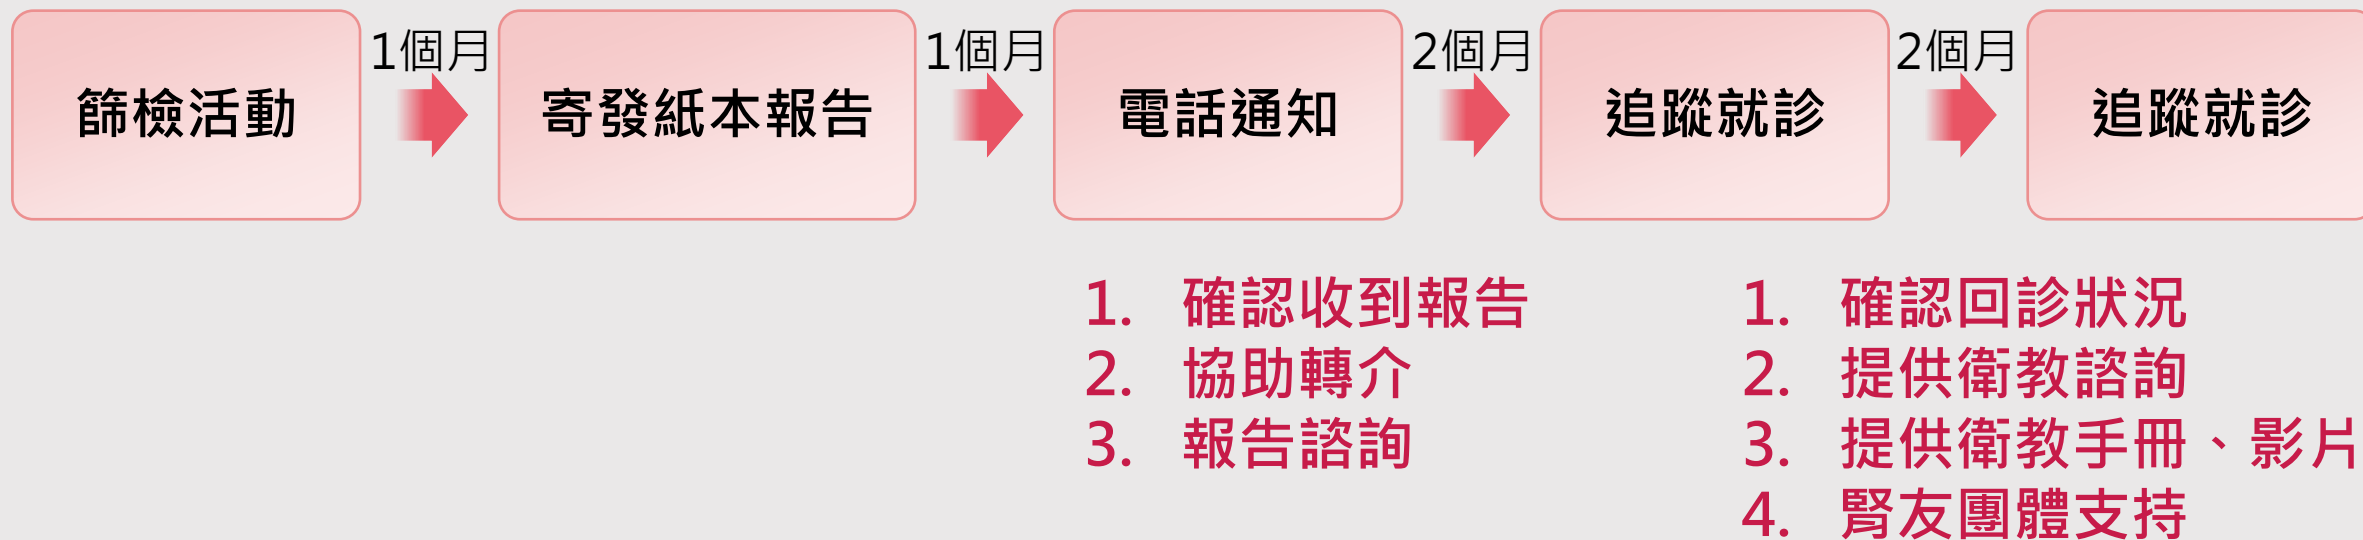 1個月 1個月 2個月 2個月
篩檢活動 寄發紙本報告 電話通知 追蹤就診 追蹤就診
1. 確認收到報告
2. 協助轉介
3. 報告諮詢
1. 確認回診狀況
2. 提供衛教諮詢
3. 提供衛教手冊、影片
4. 腎友團體支持